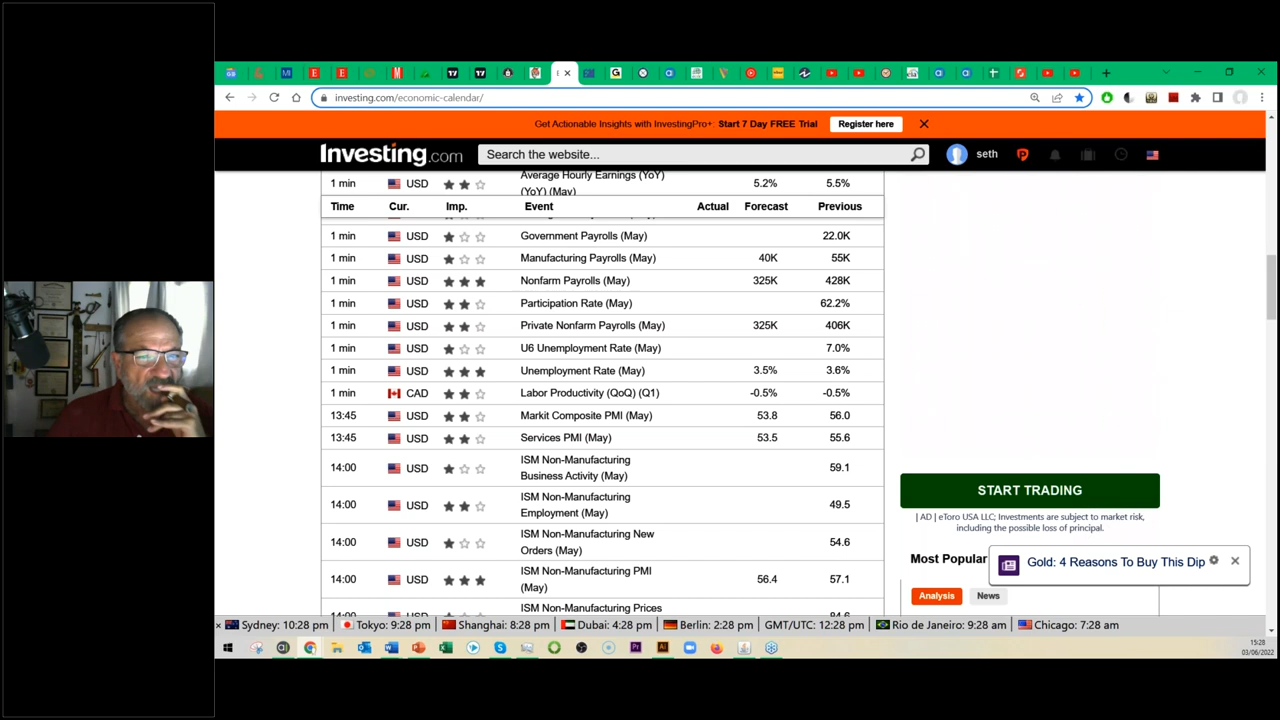 investing.com/economic-calendar/
Get Actionable Insights with InvestingPro+: Start 7 Day FREE Trial
Register here
Investing.com
Search the website...
seth
1 min USD Average Hourly Earnings (YoY) (YoY) (May) 5.2% 5.5%
Time Cur. Imp. Event Actual Forecast Previous
1 min USD Government Payrolls (May) 22.0K
1 min USD Manufacturing Payrolls (May) 40K 55K
1 min USD Nonfarm Payrolls (May) 325K 428K
1 min USD Participation Rate (May) 62.2%
1 min USD Private Nonfarm Payrolls (May) 325K 406K
1 min USD U6 Unemployment Rate (May) 7.0%
1 min USD Unemployment Rate (May) 3.5% 3.6%
1 min CAD Labor Productivity (QoQ) (Q1) -0.5% -0.5%
13:45 USD Markit Composite PMI (May) 53.8 56.0
13:45 USD Services PMI (May) 53.5 55.6
14:00 USD ISM Non-Manufacturing Business Activity (May) 59.1
14:00 USD ISM Non-Manufacturing Employment (May) 49.5
14:00 USD ISM Non-Manufacturing New Orders (May) 54.6
14:00 USD ISM Non-Manufacturing PMI (May) 56.4 57.1
ISM Non-Manufacturing Prices
START TRADING
| AD | eToro USA LLC; Investments are subject to market risk,
including the possible loss of principal.
Most Popular
Gold: 4 Reasons To Buy This Dip
Analysis
News
Sydney: 10:28 pm Tokyo: 9:28 pm Shanghai: 8:28 pm Dubai: 4:28 pm Berlin: 2:28 pm GMT/UTC: 12:28 pm Rio de Janeiro: 9:28 am Chicago: 7:28 am
15:28
03/06/2022